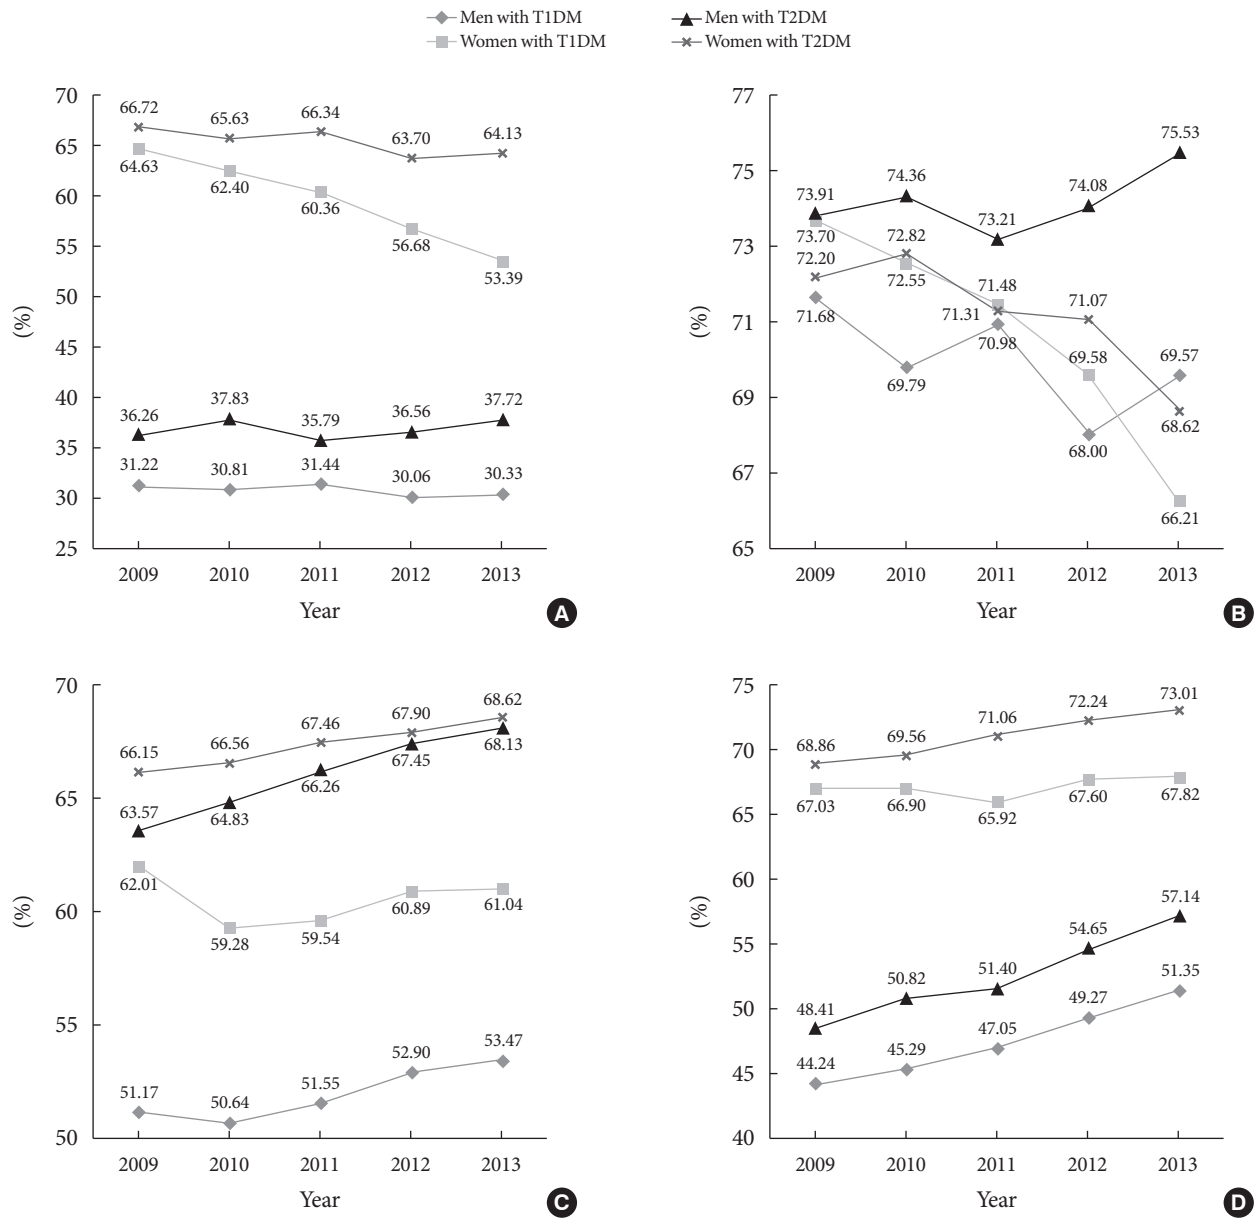 Men with T1DM Men with T2DM
Women with T1DM Women with T2DM
70
65
60
55
50
45
40
35
30
25
(%)
66.72 65.63 66.34 63.70 64.13
64.63 62.40 60.36 56.68 53.39
36.26 37.83 35.79 36.56 37.72
31.22 30.81 31.44 30.06 30.33
2009 2010 2011 2012 2013
Year
A
77
75
73
71
69
67
65
(%)
73.91 74.36 73.21 74.08 75.53
73.70 72.55 71.48 69.58 66.21
72.20 72.82 71.31 71.07 68.62
71.68 69.79 70.98 68.00 69.57
2009 2010 2011 2012 2013
Year
B
70
65
60
55
50
(%)
66.15 66.56 67.46 67.90 68.62
63.57 64.83 66.26 67.45 68.13
62.01 59.28 59.54 60.89 61.04
51.17 50.64 51.55 52.90 53.47
2009 2010 2011 2012 2013
Year
C
75
70
65
60
55
50
45
40
(%)
68.86 69.56 71.06 72.24 73.01
67.03 66.90 65.92 67.60 67.82
48.41 50.82 51.40 54.65 57.14
44.24 45.29 47.05 49.27 51.35
2009 2010 2011 2012 2013
Year
D